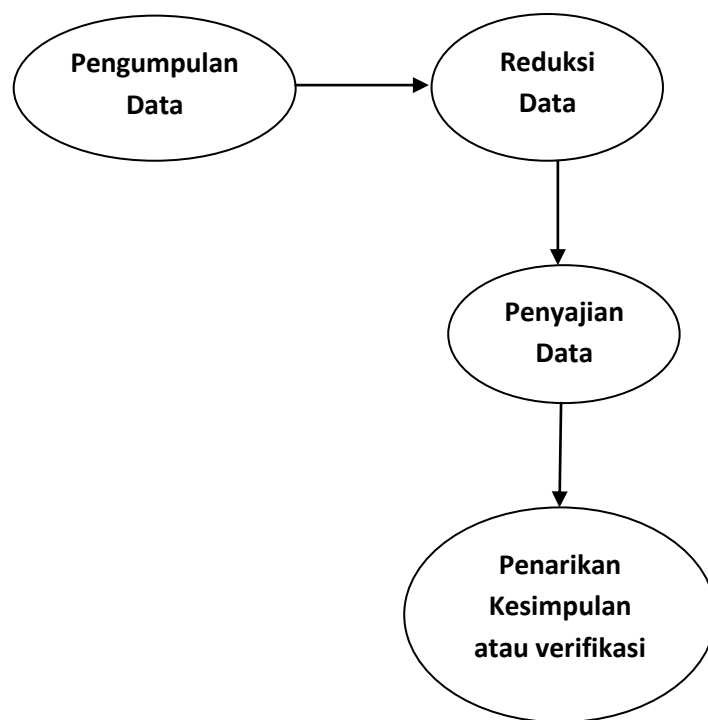 Pengumpulan
Data
Reduksi
Data
Penyajian
Data
Penarikan
Kesimpulan
atau verifikasi